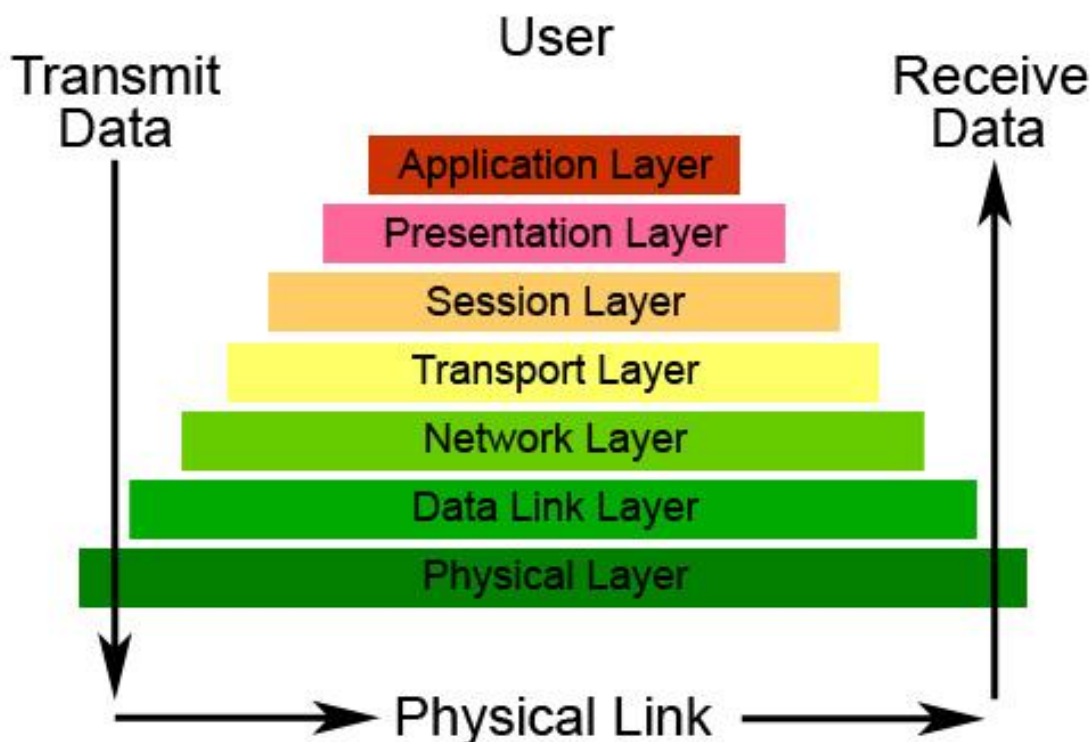 User
Transmit
Data
Receive
Data
Application Layer
Presentation Layer
Session Layer
Transport Layer
Network Layer
Data Link Layer
Physical Layer
Physical Link